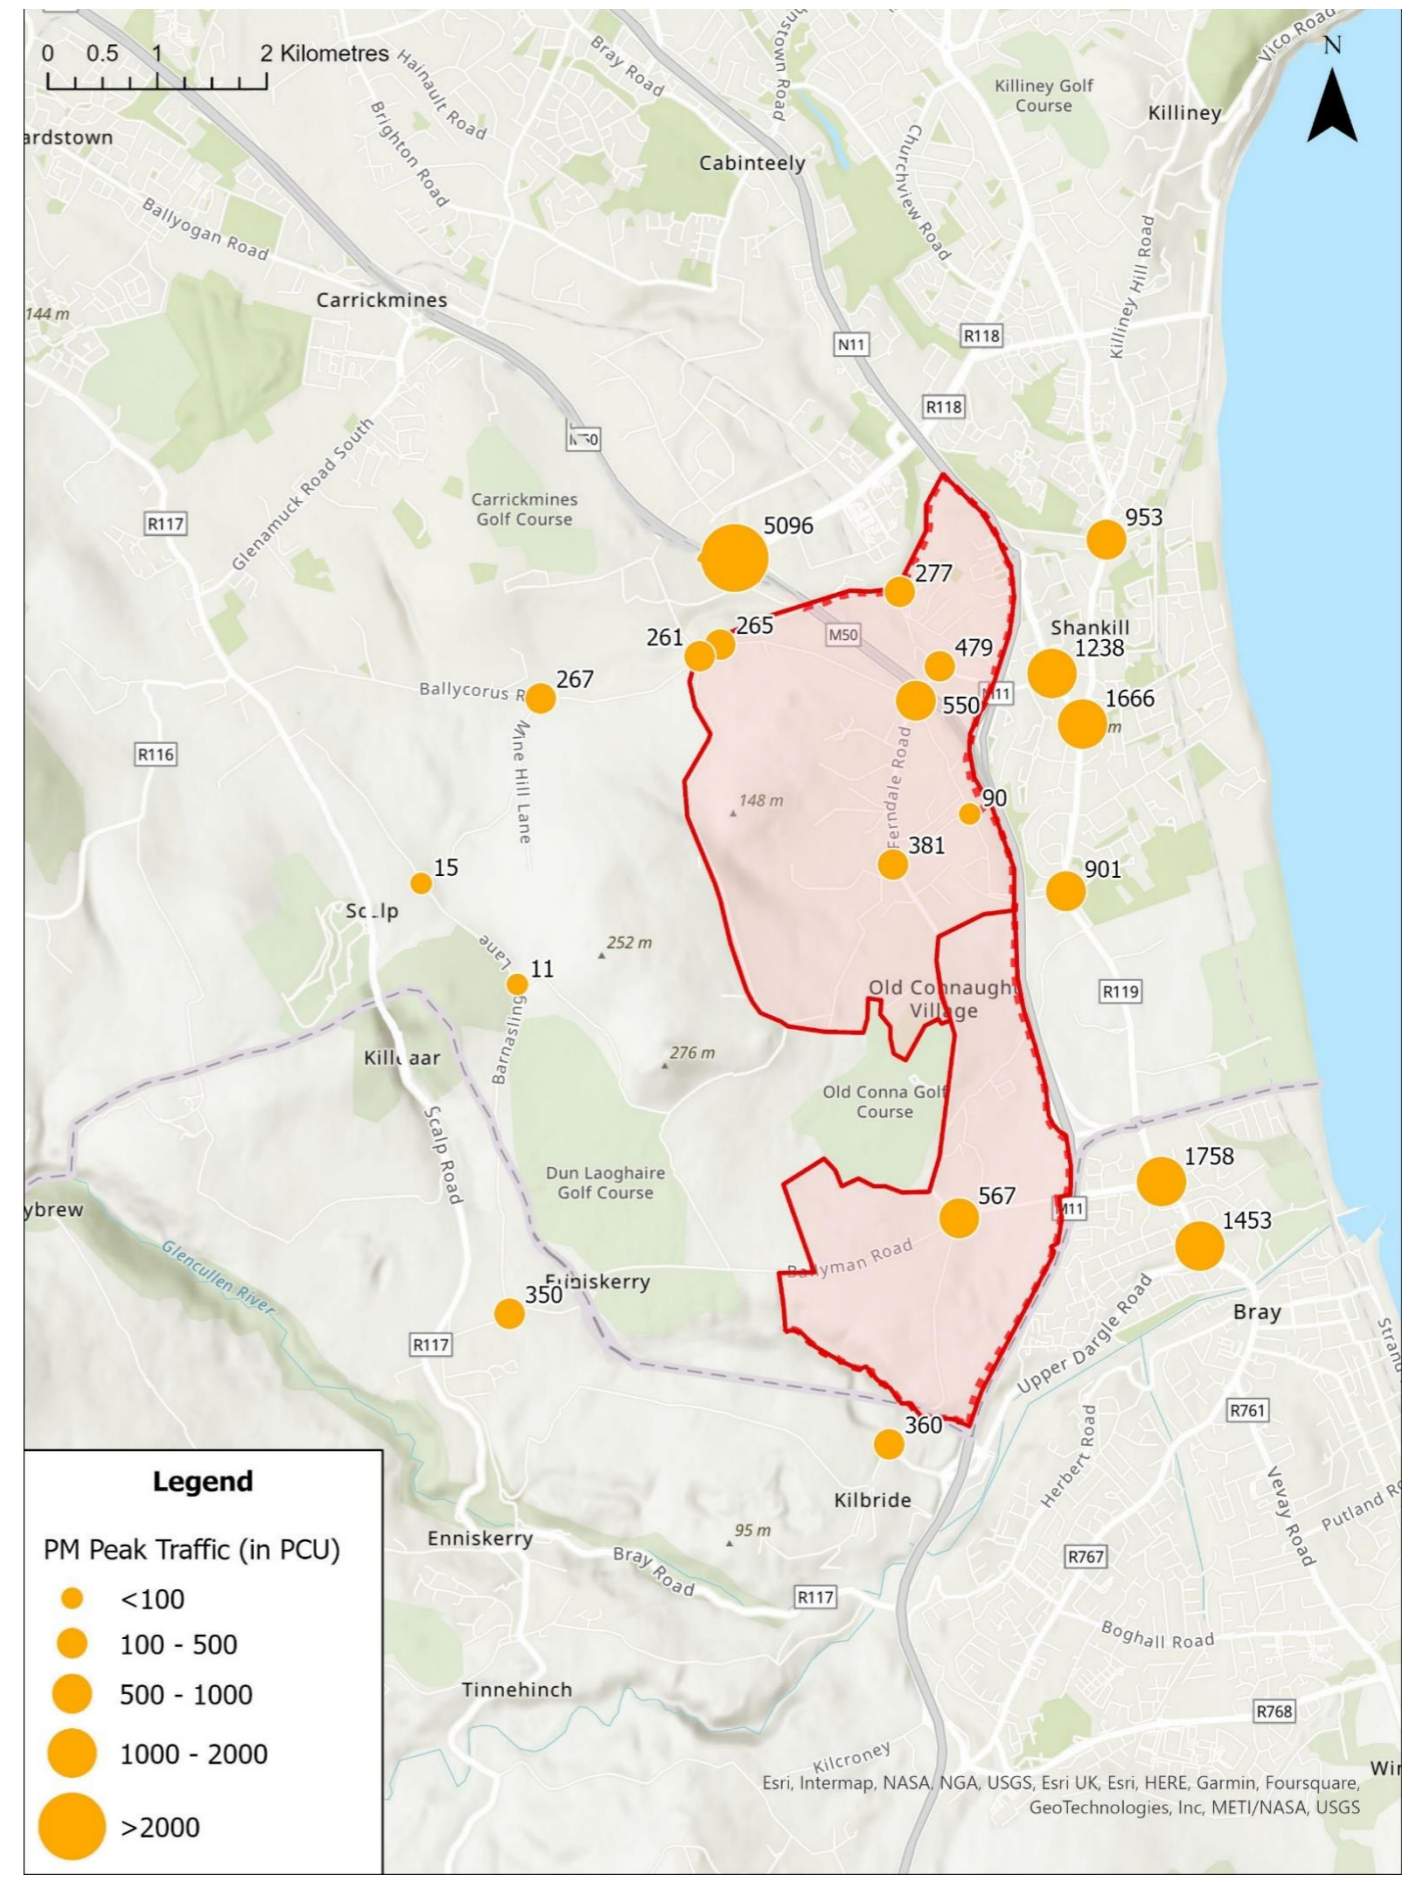 0 0.5 1 2 Kilometres
N
Vico Road
Bray Road
Hainault Road
Killiney Golf
Course
Killiney
ardstown
Brighton Road
Churchview Road
Cabinteely
Ballyogan Road
Killiney Hill Road
Carrickmines
144 m
N11
R118
R118
Glenamuck Road South
Carrickmines
Golf Course
R117
5096
953
277
Shankill
M50
261
265
479
1238
267
Ballycorus R
550
M11
1666
m
Mine Hill Lane
R116
Ferndale Road
148 m
90
381
15
901
252 m
11
Barnasling
Lane
Old Connaught
Village
R119
276 m
Old Conna Golf
Course
Scalp Road
Dun Laoghaire
Golf Course
1758
567
M11
ybrew
1453
Glencullen River
Ballyman Road
350
Bray
Upper Dargle Road
R117
R761
360
Herbert Road
Kilbride
Vevay Road
Putland Ro
Legend
Enniskerry
95 m
PM Peak Traffic (in PCU)
Bray Road
R767
<100
R117
100 - 500
Boghall Road
500 - 1000
Tinnehinch
R768
1000 - 2000
Kilcroney
Esri, Intermap, NASA, NGA, USGS, Esri UK, Esri, HERE, Garmin, Foursquare,
GeoTechnologies, Inc, METI/NASA, USGS
>2000